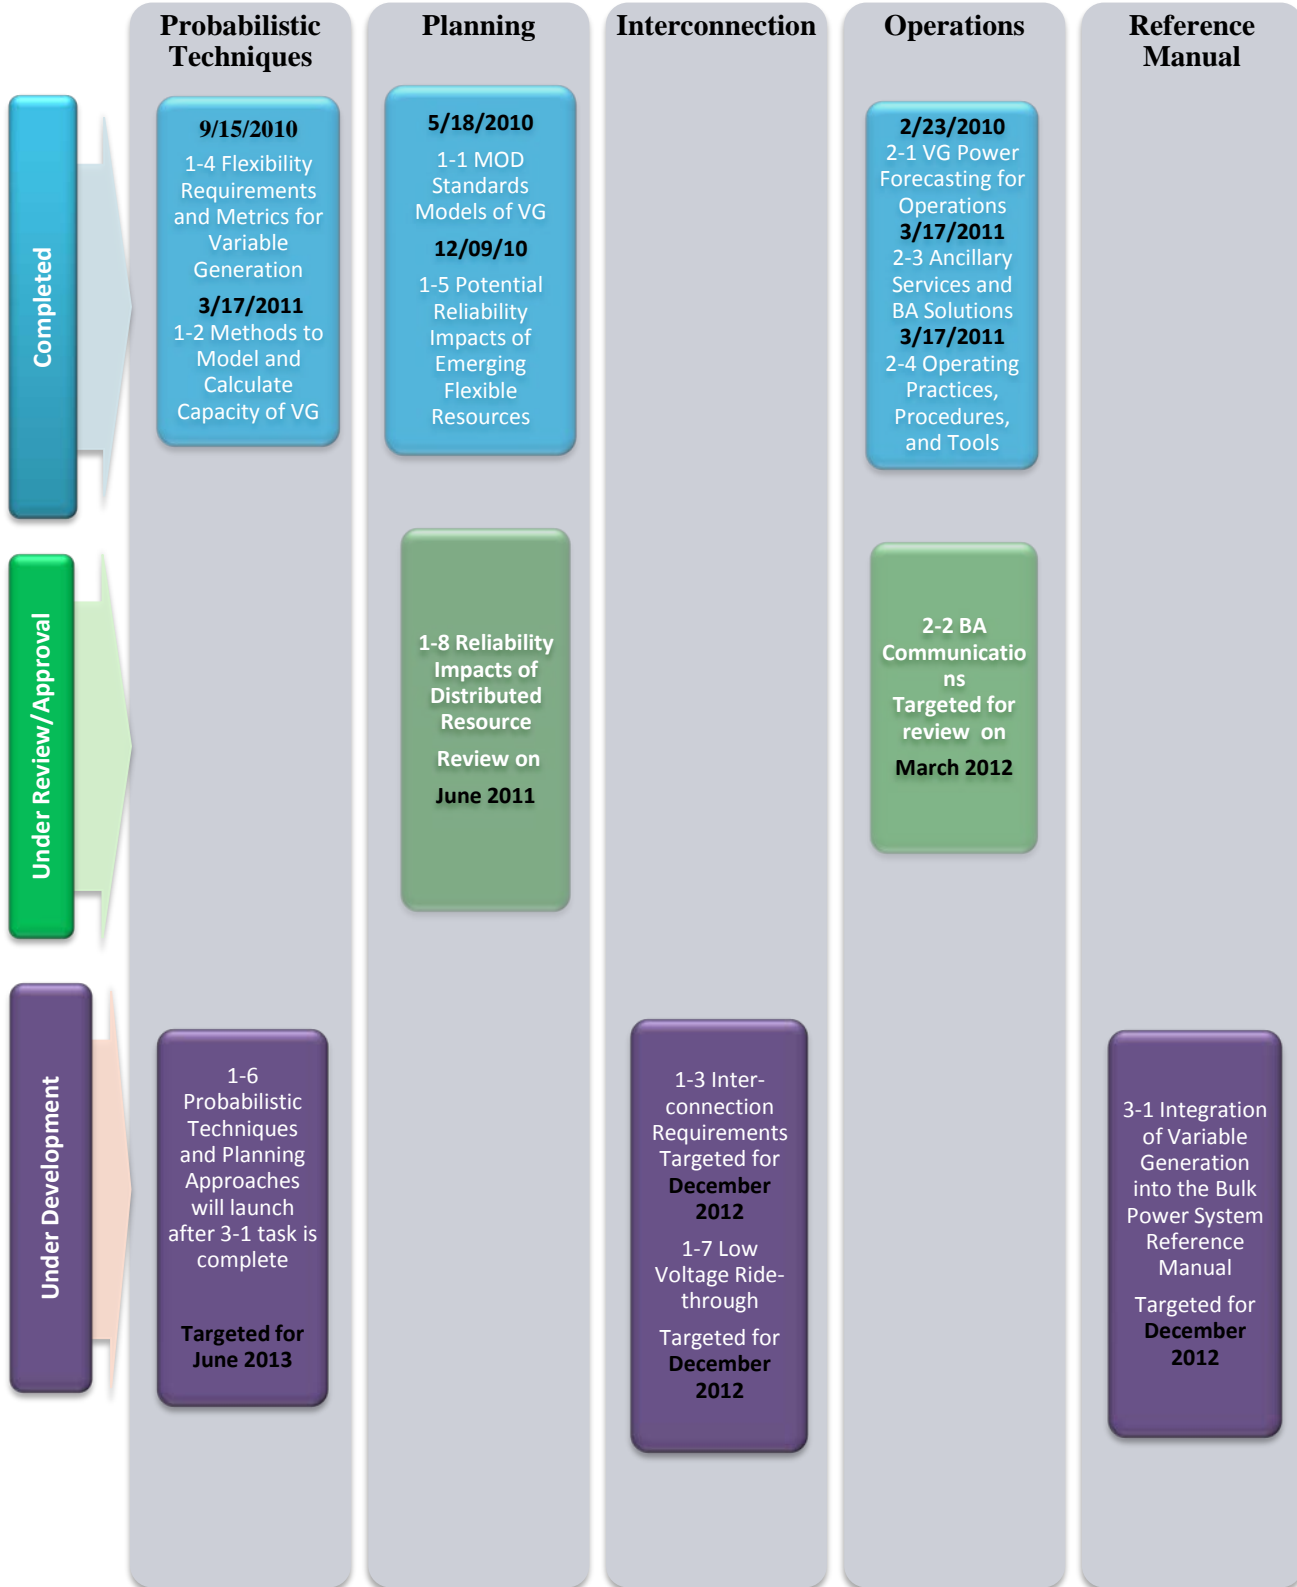 Probabilistic
Techniques
Planning
Interconnection
Operations
Reference
Manual
Completed
9/15/2010
1-4 Flexibility
Requirements
and Metrics for
Variable
Generation
3/17/2011
1-2 Methods to
Model and
Calculate
Capacity of VG
5/18/2010
1-1 MOD
Standards
Models of VG
12/09/10
1-5 Potential
Reliability
Impacts of
Emerging
Flexible
Resources
2/23/2010
2-1 VG Power
Forecasting for
Operations
3/17/2011
2-3 Ancillary
Services and
BA Solutions
3/17/2011
2-4 Operating
Practices,
Procedures,
and Tools
Under Review/Approval
1-8 Reliability
Impacts of
Distributed
Resource
Review on
June 2011
2-2 BA
Communicatio
ns
Targeted for
review on
March 2012
Under Development
1-6
Probabilistic
Techniques
and Planning
Approaches
will launch
after 3-1 task is
complete
Targeted for
June 2013
1-3 Inter-
connection
Requirements
Targeted for
December
2012
1-7 Low
Voltage Ride-
through
Targeted for
December
2012
3-1 Integration
of Variable
Generation
into the Bulk
Power System
Reference
Manual
Targeted for
December
2012